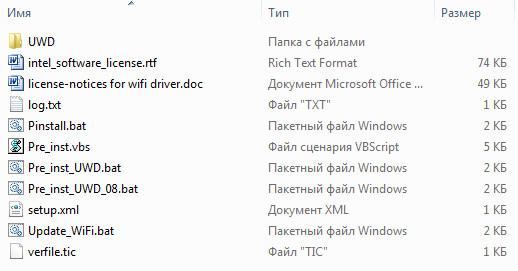 Имя Тип Размер
UWD Папка с файлами
intel_software_license.rtf Rich Text Format 74 КБ
license-notices for wifi driver.doc Документ Microsoft Office ... 49 КБ
log.txt Файл "TXT" 1 КБ
Pinstall.bat Пакетный файл Windows 2 КБ
Pre_inst.vbs Файл сценария VBScript 5 КБ
Pre_inst_UWD.bat Пакетный файл Windows 2 КБ
Pre_inst_UWD_08.bat Пакетный файл Windows 2 КБ
setup.xml Документ XML 1 КБ
Update_WiFi.bat Пакетный файл Windows 2 КБ
verfile.tic Файл "TIC" 1 КБ